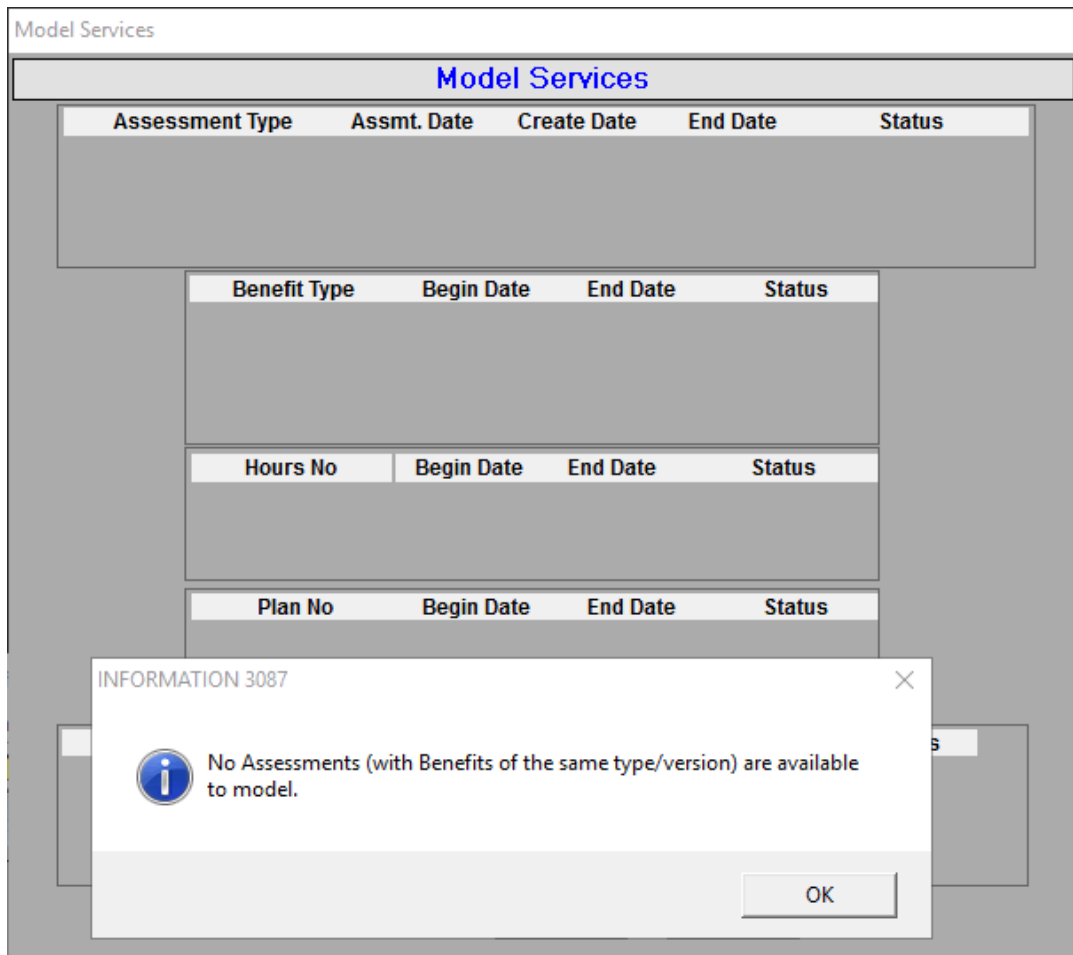 Model Services
Model Services
Assessment Type Assmt. Date Create Date End Date Status
Benefit Type Begin Date End Date Status
Hours No Begin Date End Date Status
Plan No Begin Date End Date Status
INFORMATION 3087
No Assessments (with Benefits of the same type/version) are available
to model.
OK